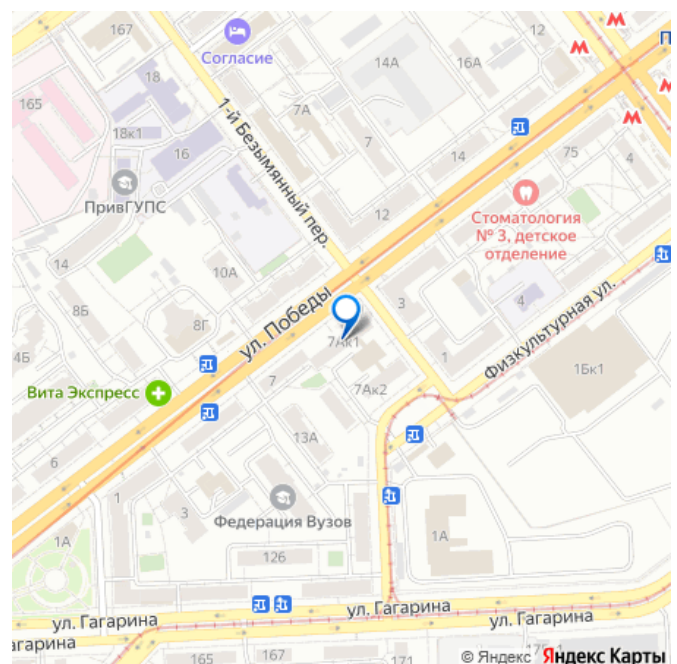 167
12
12
Согласие
14А
16А
П
18
165
7А
18к1
7
1-й Безымянный пер.
14
75
4
16
ПривГУПС
Стоматология
№ 3, детское
отделение
12
14
10А
3
4
8Б
8Г
ул. Победы
Физкультурная ул.
4Б
7Ак1
1
1Бк1
Вита Экспресс
7
7Ак2
13А
6
1
3
Федерация Вузов
1А
1А
126
ул. Гагарина
ул. Гагарина
ул. Гагарина
агарина
165
167
171
© Яндекс Яндекс Карты